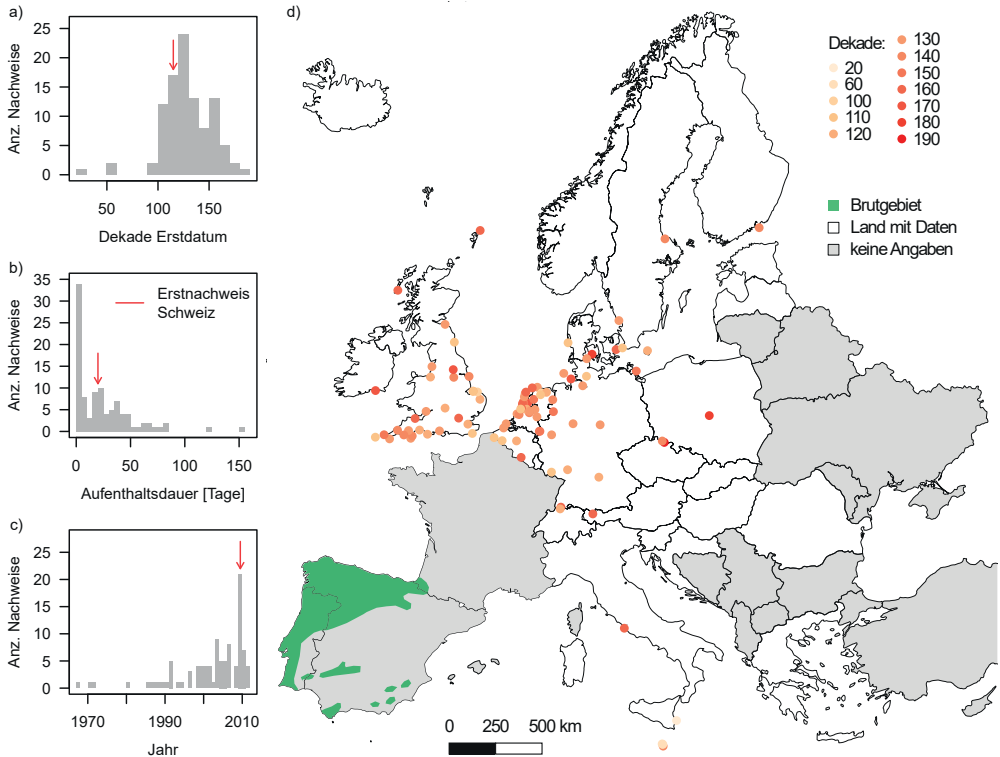 a)
25
20
15
10
5
0
Anz. Nachweise
50
100
150
Dekade Erstdatum
b)
35
30
25
20
15
10
5
0
Anz. Nachweise
Erstnachweis
Schweiz
0
50
100
150
Aufenthaltsdauer [Tage]
c)
25
20
15
10
5
0
Anz. Nachweise
1970
1990
2010
Jahr
d)
Dekade:
20
60
100
110
120
130
140
150
160
170
180
190
Brutgebiet
Land mit Daten
keine Angaben
0
250
500 km